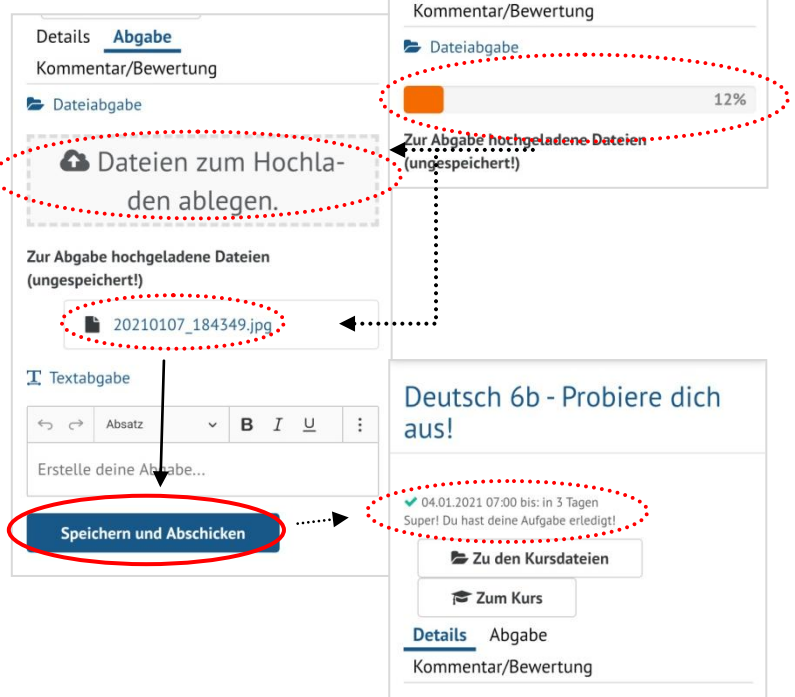 Details Abgabe
Kommentar/Bewertung
Dateiabgabe
Dateien zum Hochla-
den ablegen.
Zur Abgabe hochgeladene Dateien
(ungespeichert!)
20210107_184349.jpg
Textabgabe
Absatz B I U
Erstelle deine Abgabe...
Speichern und Abschicken
Kommentar/Bewertung
Dateiabgabe
12%
Zur Abgabe hochgeladene Dateien
(ungespeichert!)
Deutsch 6b - Probiere dich
aus!
04.01.2021 07:00 bis: in 3 Tagen
Super! Du hast deine Aufgabe erledigt!
Zu den Kursdateien
Zum Kurs
Details Abgabe
Kommentar/Bewertung